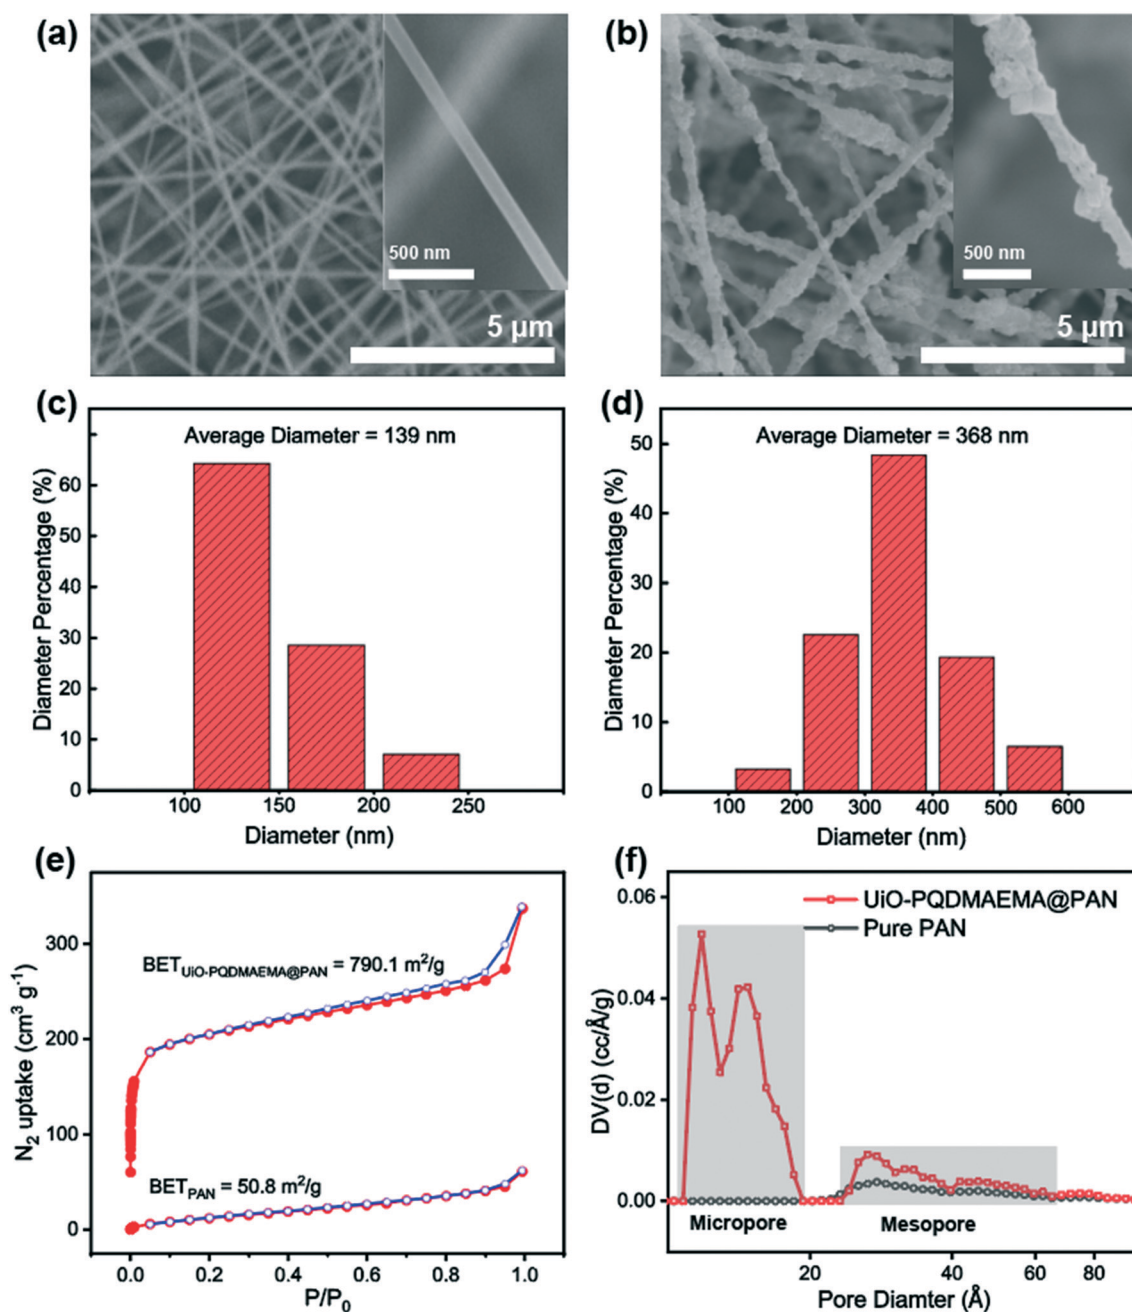 (a)
500 nm
5 µm
(b)
500 nm
5 µm
(c)
Average Diameter = 139 nm
Diameter Percentage (%)
60
50
40
30
20
10
0
100 150 200 250
Diameter (nm)
(d)
Average Diameter = 368 nm
Diameter Percentage (%)
50
40
30
20
10
0
100 200 300 400 500 600
Diameter (nm)
(e)
BET_UiO-PQDMAEMA@PAN = 790.1 m²/g
BET_PAN = 50.8 m²/g
N₂ uptake (cm³ g⁻¹)
300
200
100
0
0.0 0.2 0.4 0.6 0.8 1.0
P/P₀
(f)
UiO-PQDMAEMA@PAN
Pure PAN
DV(d) (cc/Å/g)
0.06
0.04
0.02
0.00
Micropore
Mesopore
20 40 60 80
Pore Diamter (Å)